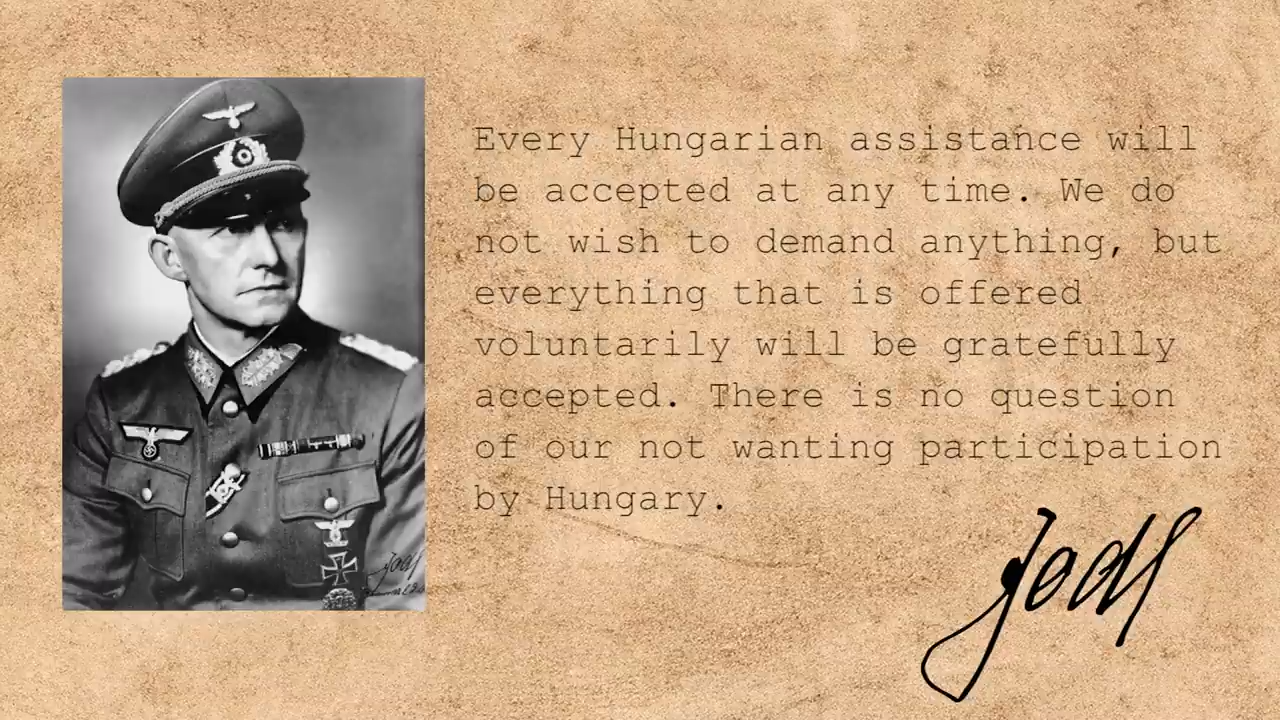 Every Hungarian assistance will
be accepted at any time. We do
not wish to demand anything, but
everything that is offered
voluntarily will be gratefully
accepted. There is no question
of our not wanting participation
by Hungary.
Jodl
Jodl